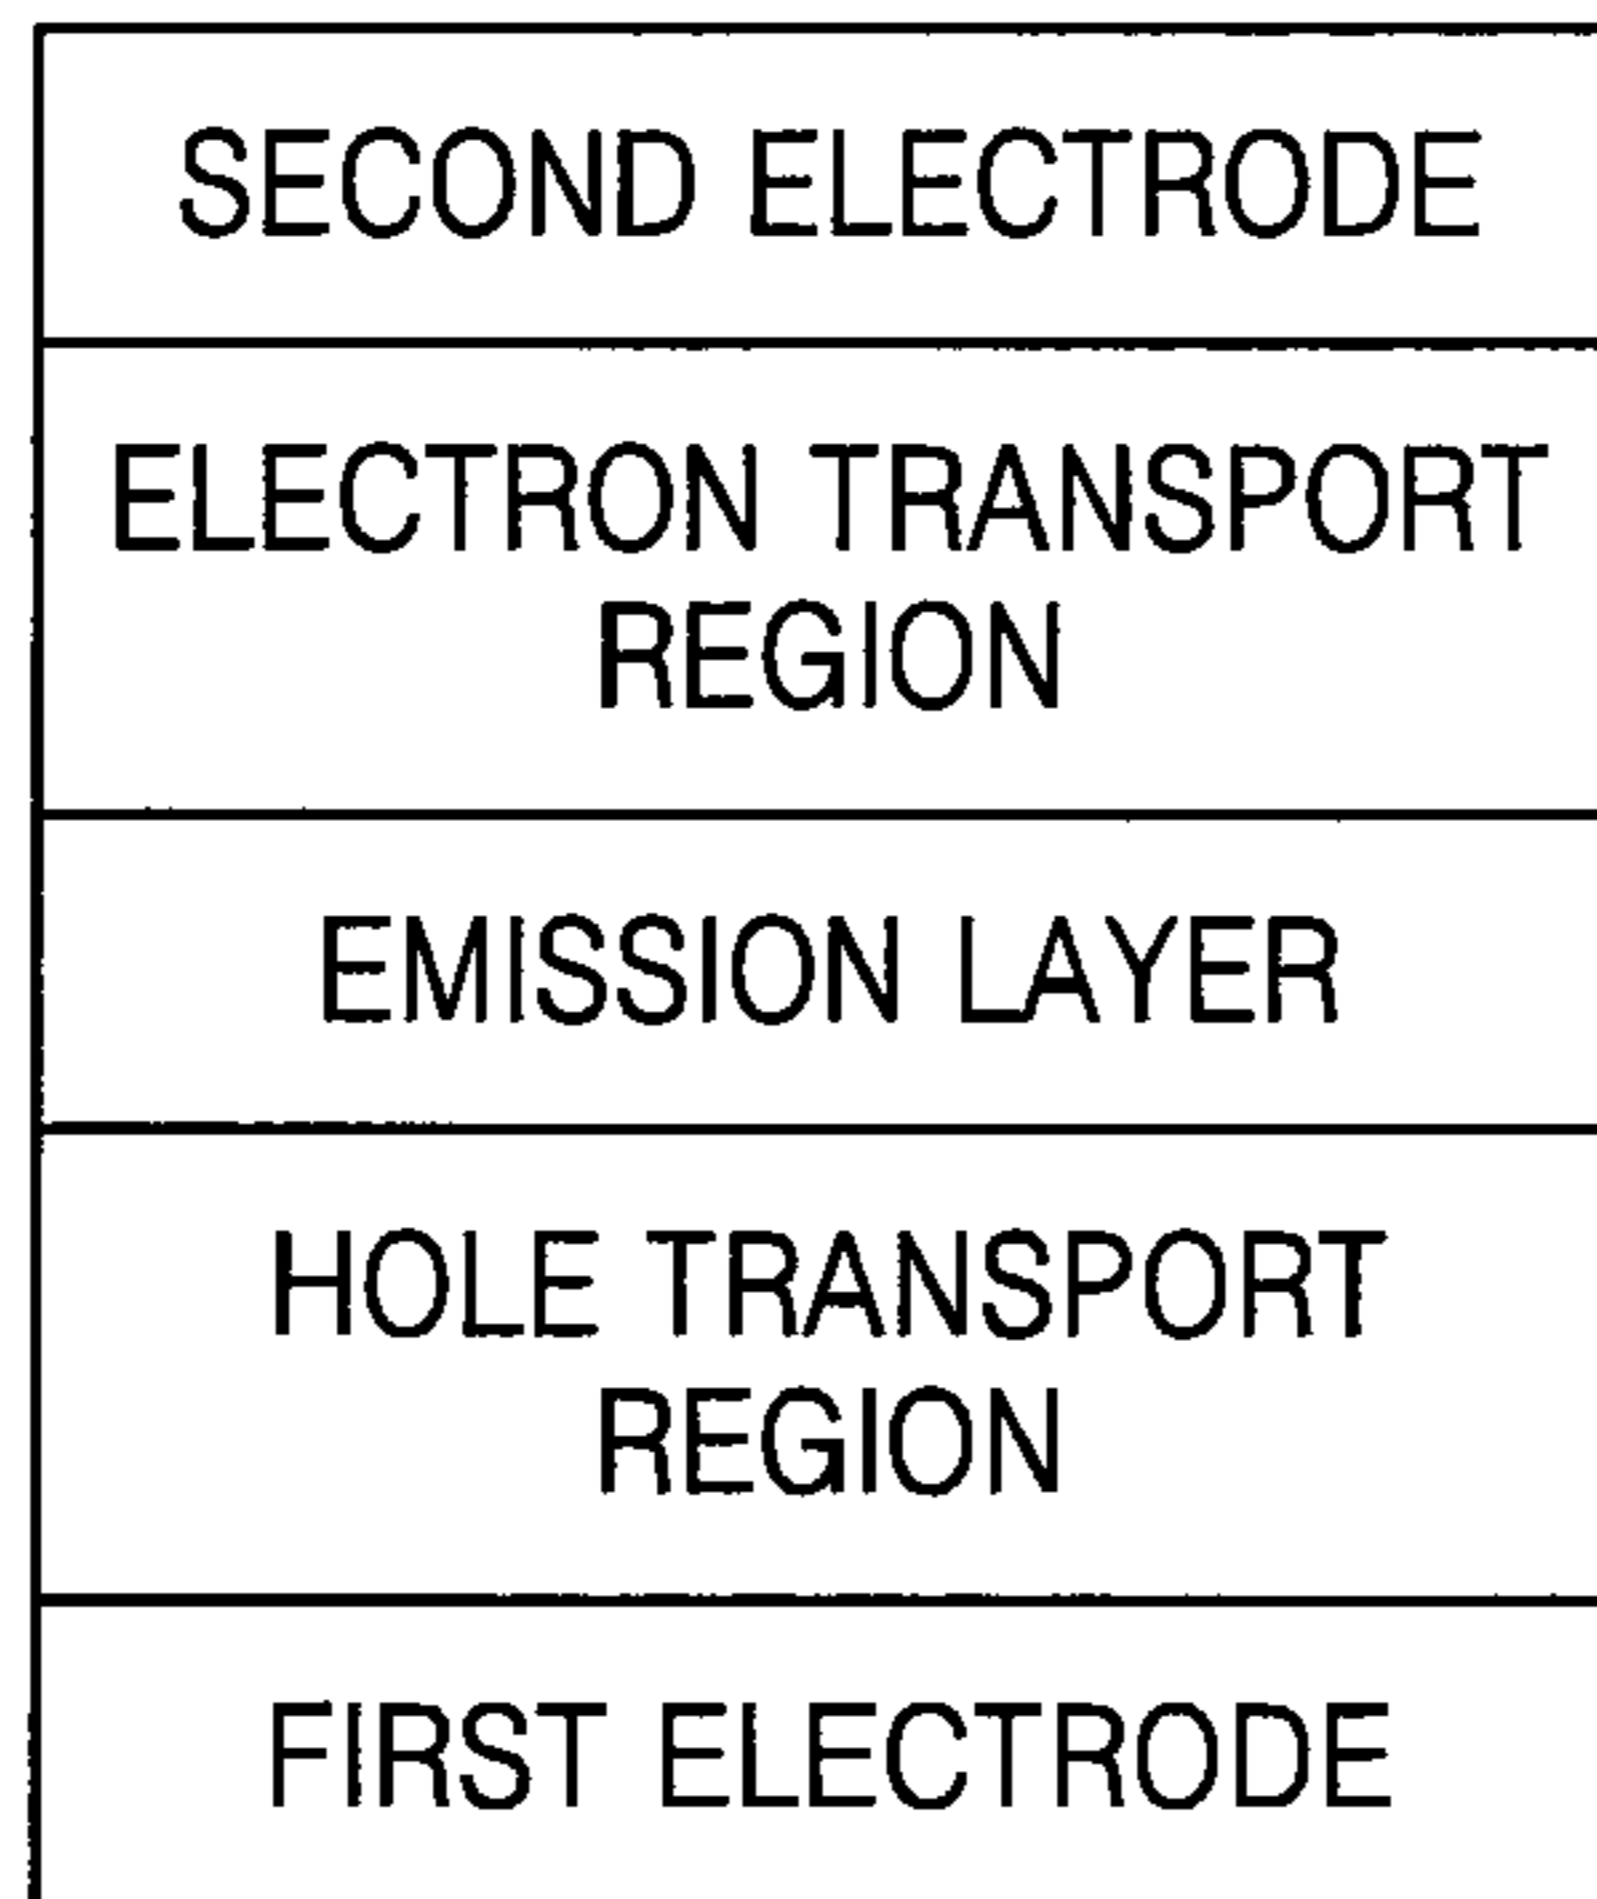 SECOND ELECTRODE
ELECTRON TRANSPORT
REGION
EMISSION LAYER
HOLE TRANSPORT
REGION
FIRST ELECTRODE